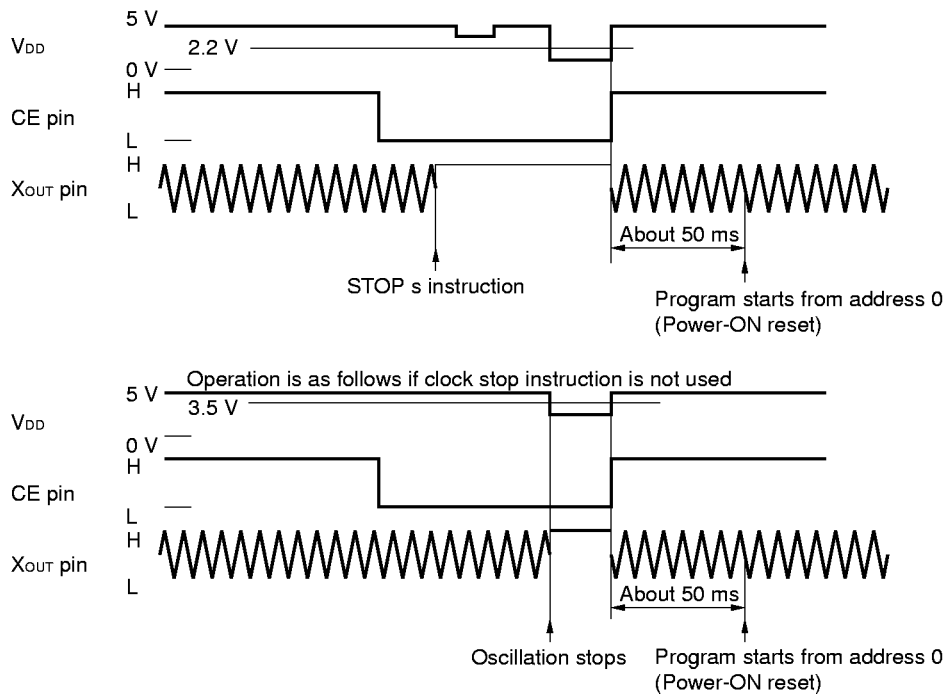 5 V
VDD
2.2 V
0 V
H
CE pin
L
H
XOUT pin
L
About 50 ms
STOP s instruction
Program starts from address 0
(Power-ON reset)
Operation is as follows if clock stop instruction is not used
5 V
3.5 V
VDD
0 V
H
CE pin
L
H
XOUT pin
L
About 50 ms
Oscillation stops
Program starts from address 0
(Power-ON reset)